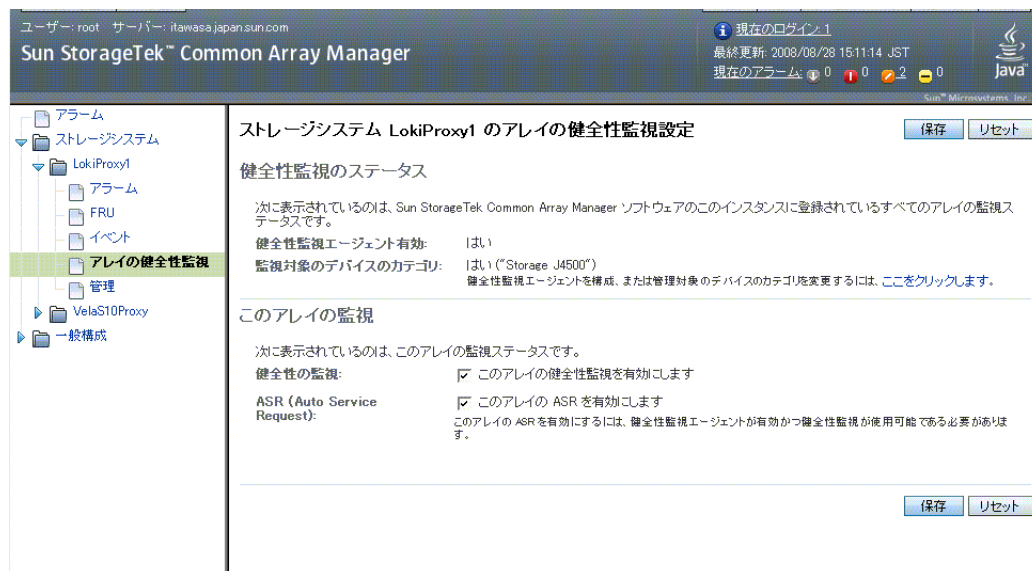 ユーザー: root サーバー: itawasa.japan.sun.com
Sun StorageTek™ Common Array Manager
現在のログイン: 1
最終更新: 2008/08/28 15:11:14 JST
現在のアラーム: 0 0 2 0
Java™
Sun™ Microsystems, Inc.
アラーム
ストレージシステム
LokiProxy1
アラーム
FRU
イベント
アレイの健全性監視
管理
VelaS10Proxy
一般構成
ストレージシステム LokiProxy1 のアレイの健全性監視設定
保存 リセット
健全性監視のステータス
次に表示されているのは、Sun StorageTek Common Array Manager ソフトウェアのこのインスタンスに登録されているすべてのアレイの監視ス
テータスです。
健全性監視エージェント有効: はい
監視対象のデバイスのカテゴリ: はい ("Storage J4500")
健全性監視エージェントを構成、または管理対象のデバイスのカテゴリを変更するには、ここをクリックします。
このアレイの監視
次に表示されているのは、このアレイの監視ステータスです。
健全性の監視: このアレイの健全性監視を有効にします
ASR (Auto Service
Request): このアレイの ASR を有効にします
このアレイの ASR を有効にするには、健全性監視エージェントが有効かつ健全性監視が使用可能である必要がありま
す。
保存 リセット